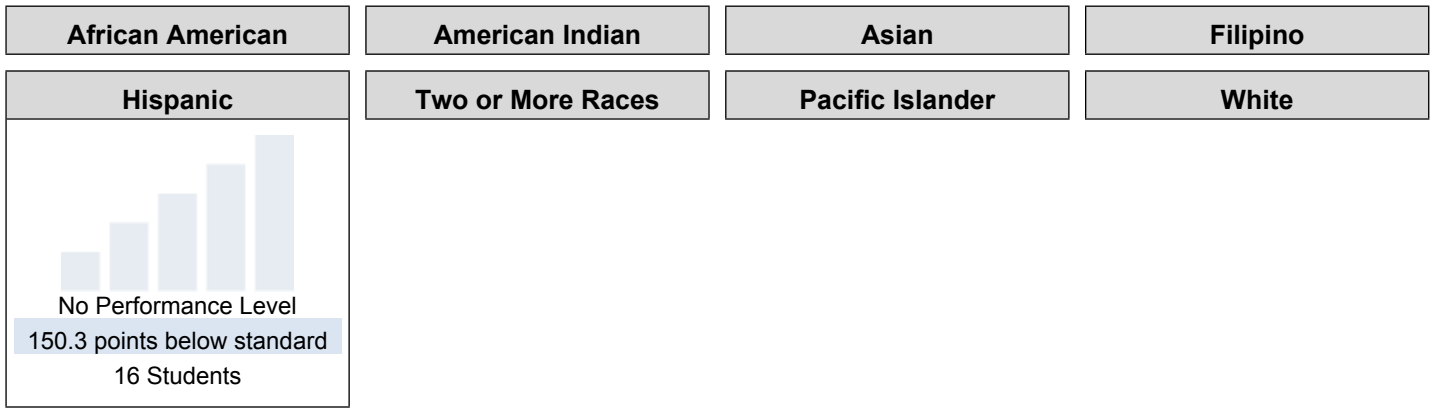 African American
American Indian
Asian
Filipino
Hispanic
Two or More Races
Pacific Islander
White
No Performance Level
150.3 points below standard
16 Students